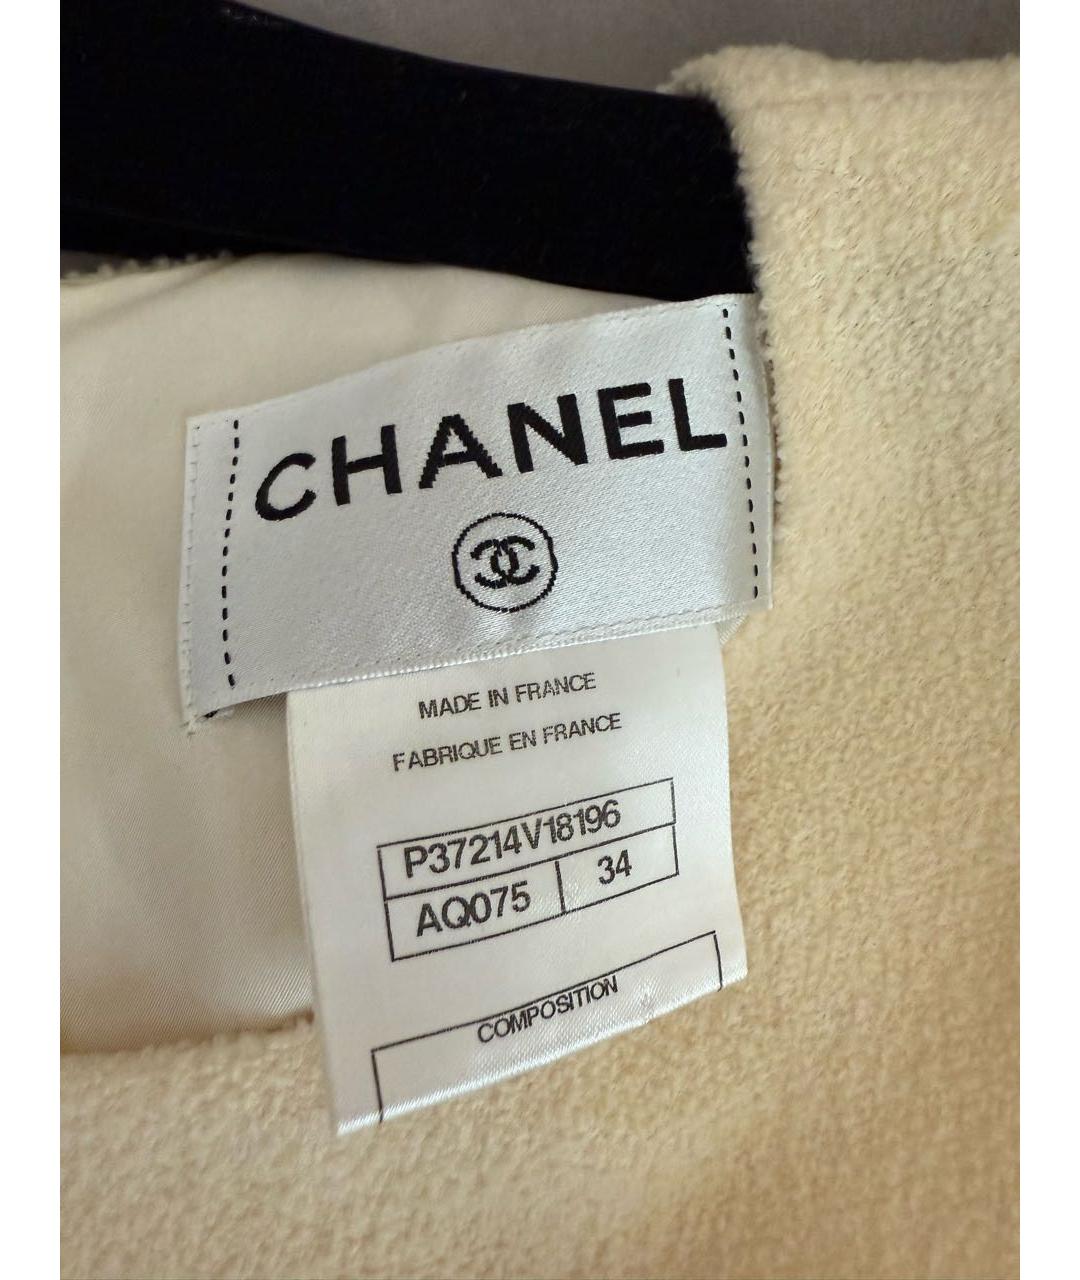 CHANEL
MADE IN FRANCE
FABRIQUE EN FRANCE
P37214V18196
AQ075 34
COMPOSITION